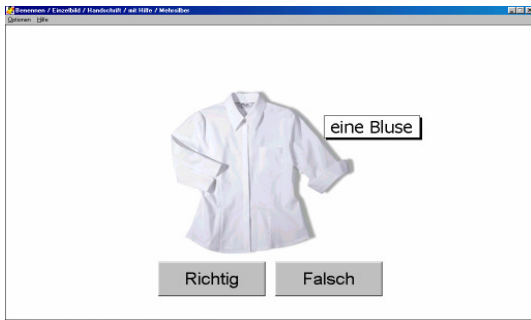 Benennen / Einzelbild / Handschrift / mit Hilfe / Mehrsilber
Optionen Hilfe
eine Bluse
Richtig Falsch